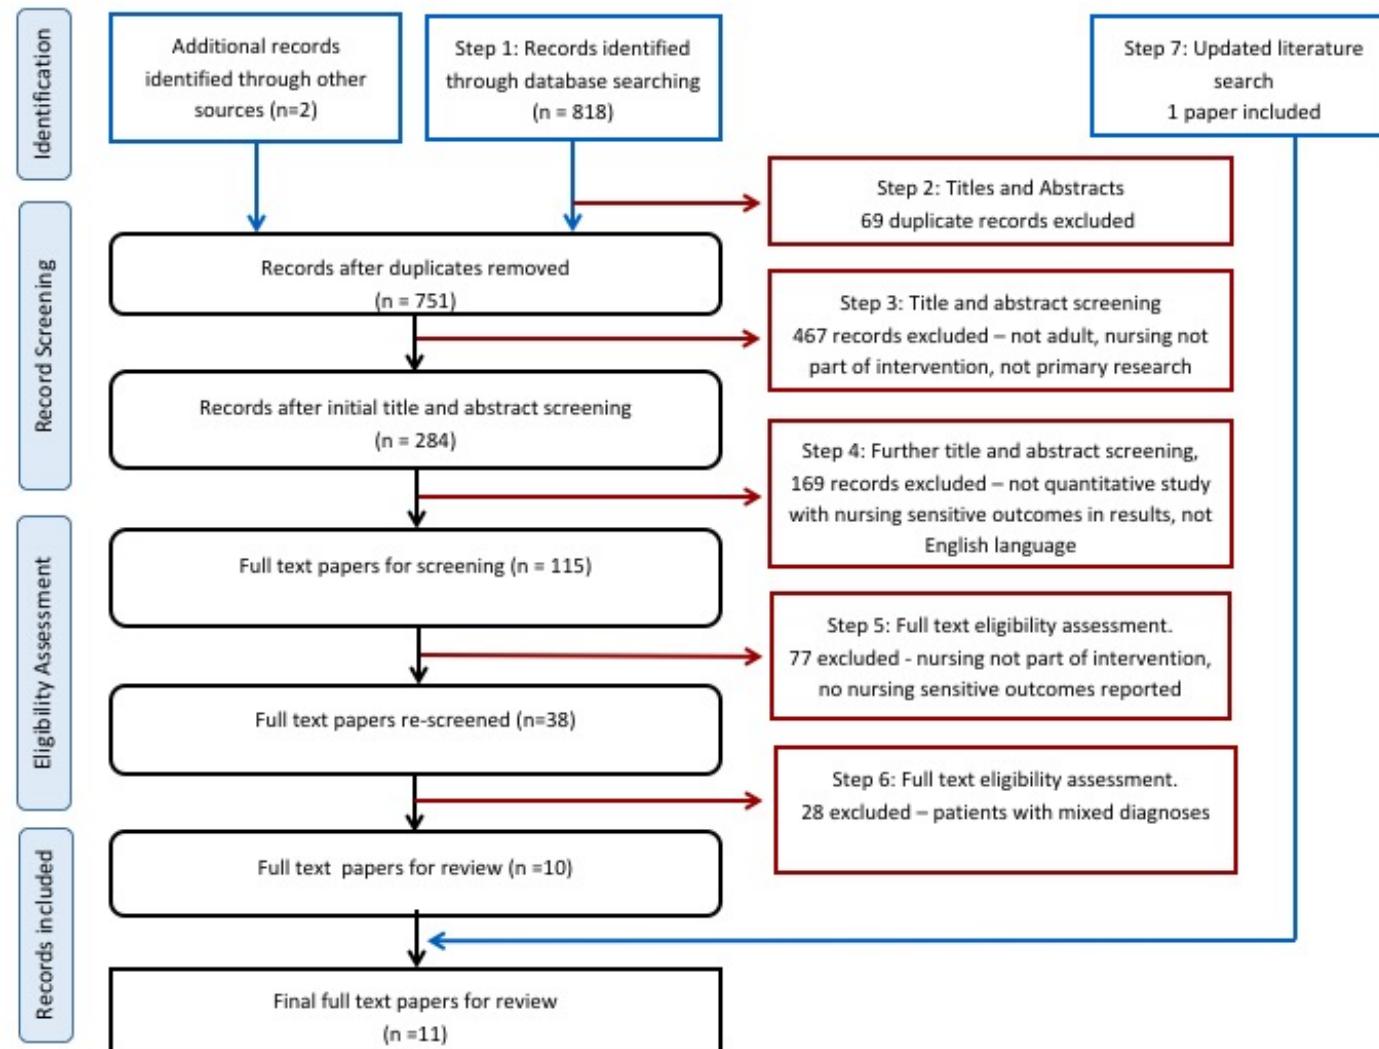 Identification
Additional records
identified through other
sources (n=2)
Step 1: Records identified
through database searching
(n = 818)
Step 7: Updated literature
search
1 paper included
Step 2: Titles and Abstracts
69 duplicate records excluded
Record Screening
Records after duplicates removed
(n = 751)
Step 3: Title and abstract screening
467 records excluded – not adult, nursing not
part of intervention, not primary research
Records after initial title and abstract screening
(n = 284)
Step 4: Further title and abstract screening,
169 records excluded – not quantitative study
with nursing sensitive outcomes in results, not
English language
Eligibility Assessment
Full text papers for screening (n = 115)
Step 5: Full text eligibility assessment.
77 excluded - nursing not part of intervention,
no nursing sensitive outcomes reported
Full text papers re-screened (n=38)
Step 6: Full text eligibility assessment.
28 excluded – patients with mixed diagnoses
Records included
Full text  papers for review (n =10)
Final full text papers for review
(n =11)